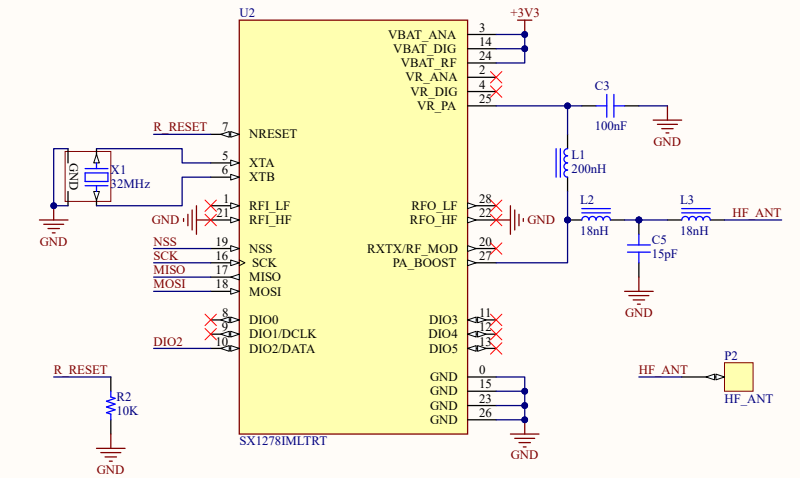 U2
+3V3
VBAT_ANA 3
VBAT_DIG 14
VBAT_RF 24
VR_ANA 2
VR_DIG 4
VR_PA 25
C3
100nF
GND
R_RESET 7 NRESET
5 XTA
6 XTB
GND
X1
32MHz
GND
L1
200nH
1 RFI_LF
GND 21 RFI_HF
RFO_LF 28
RFO_HF 22 GND
L2
18nH
L3
18nH
HF_ANT
C5
15pF
GND
NSS 19 NSS
SCK 16 SCK
MISO 17 MISO
MOSI 18 MOSI
RXTX/RF_MOD 20
PA_BOOST 27
8 DIO0
9 DIO1/DCLK
DIO2 10 DIO2/DATA
DIO3 11
DIO4 12
DIO5 13
GND 0
GND 15
GND 23
GND 26
GND
SX1278IMLTRT
R_RESET
R2
10K
GND
HF_ANT
P2
HF_ANT